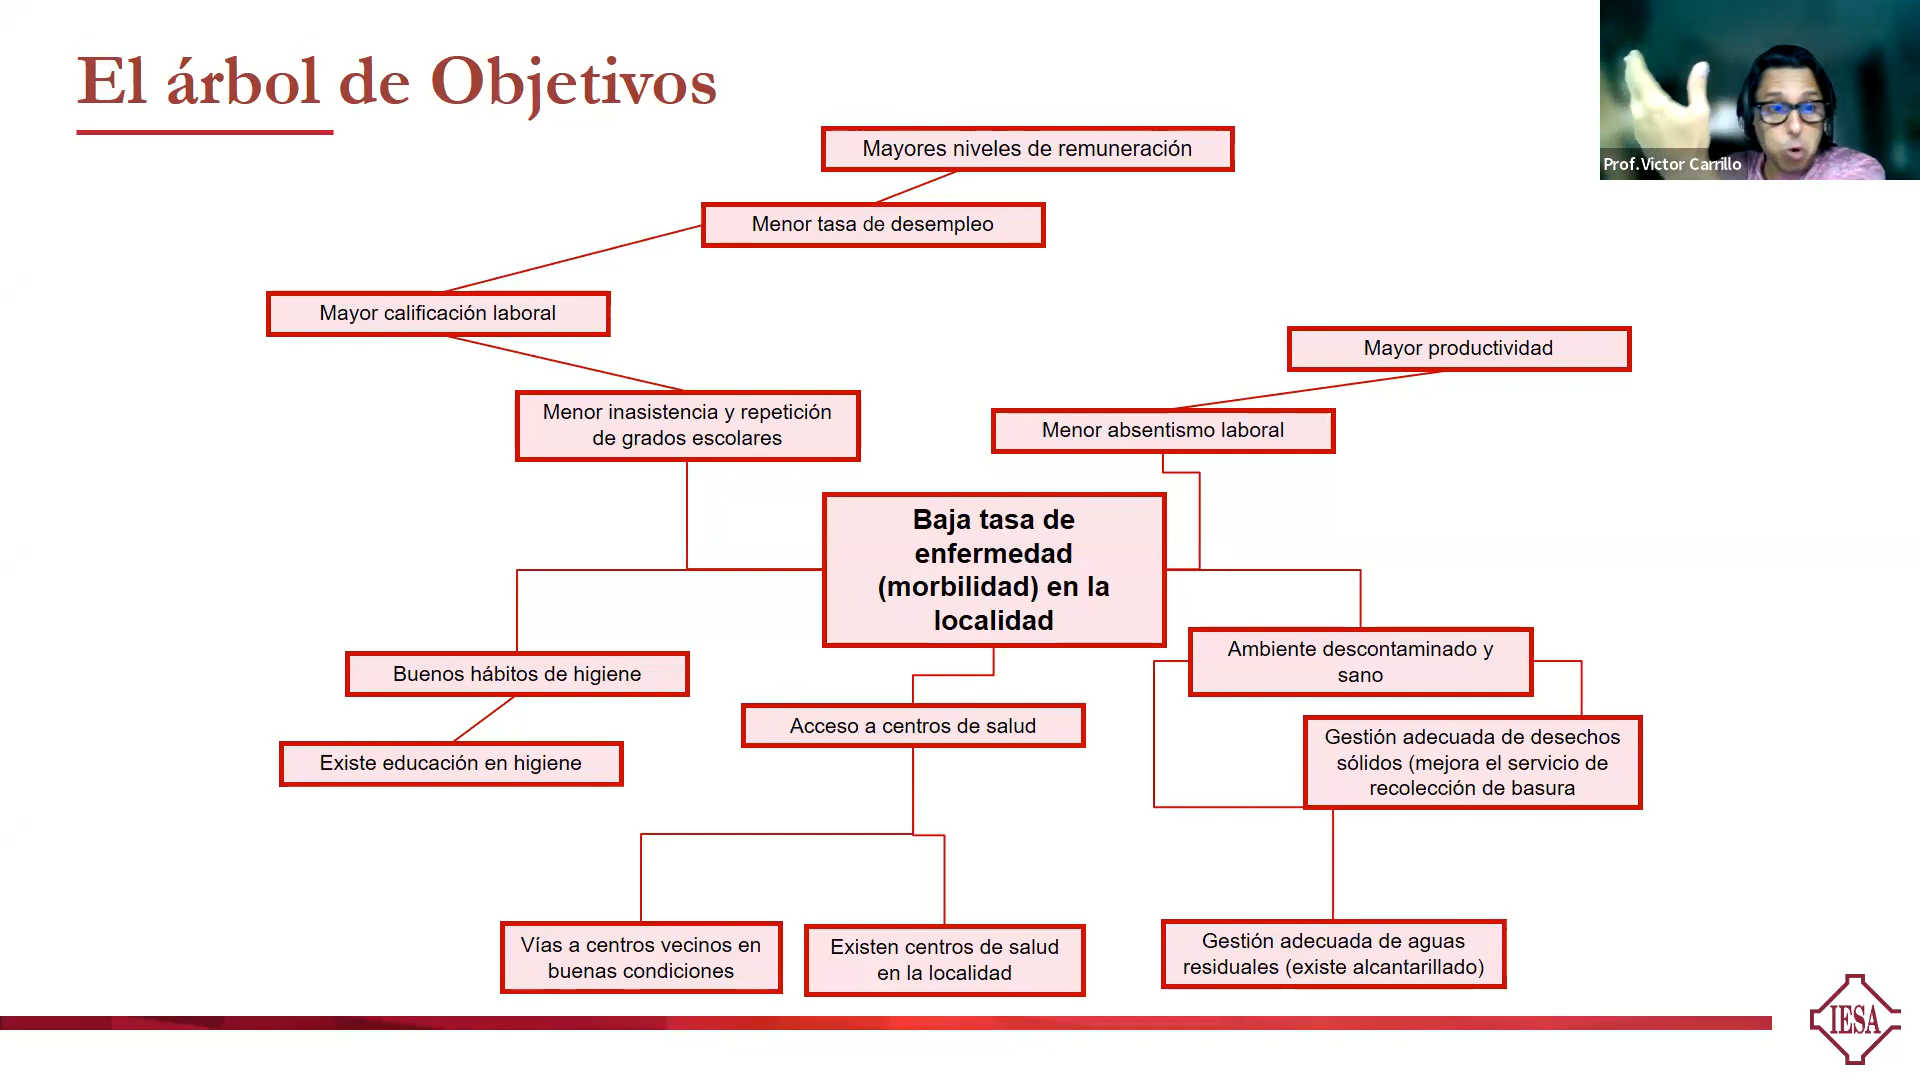 El árbol de Objetivos
Prof. Victor Carrillo
Mayores niveles de remuneración
Menor tasa de desempleo
Mayor calificación laboral
Mayor productividad
Menor inasistencia y repetición
de grados escolares
Menor absentismo laboral
Baja tasa de
enfermedad
(morbilidad) en la
localidad
Buenos hábitos de higiene
Ambiente descontaminado y
sano
Acceso a centros de salud
Existe educación en higiene
Gestión adecuada de desechos
sólidos (mejora el servicio de
recolección de basura
Vías a centros vecinos en
buenas condiciones
Existen centros de salud
en la localidad
Gestión adecuada de aguas
residuales (existe alcantarillado)
IESA